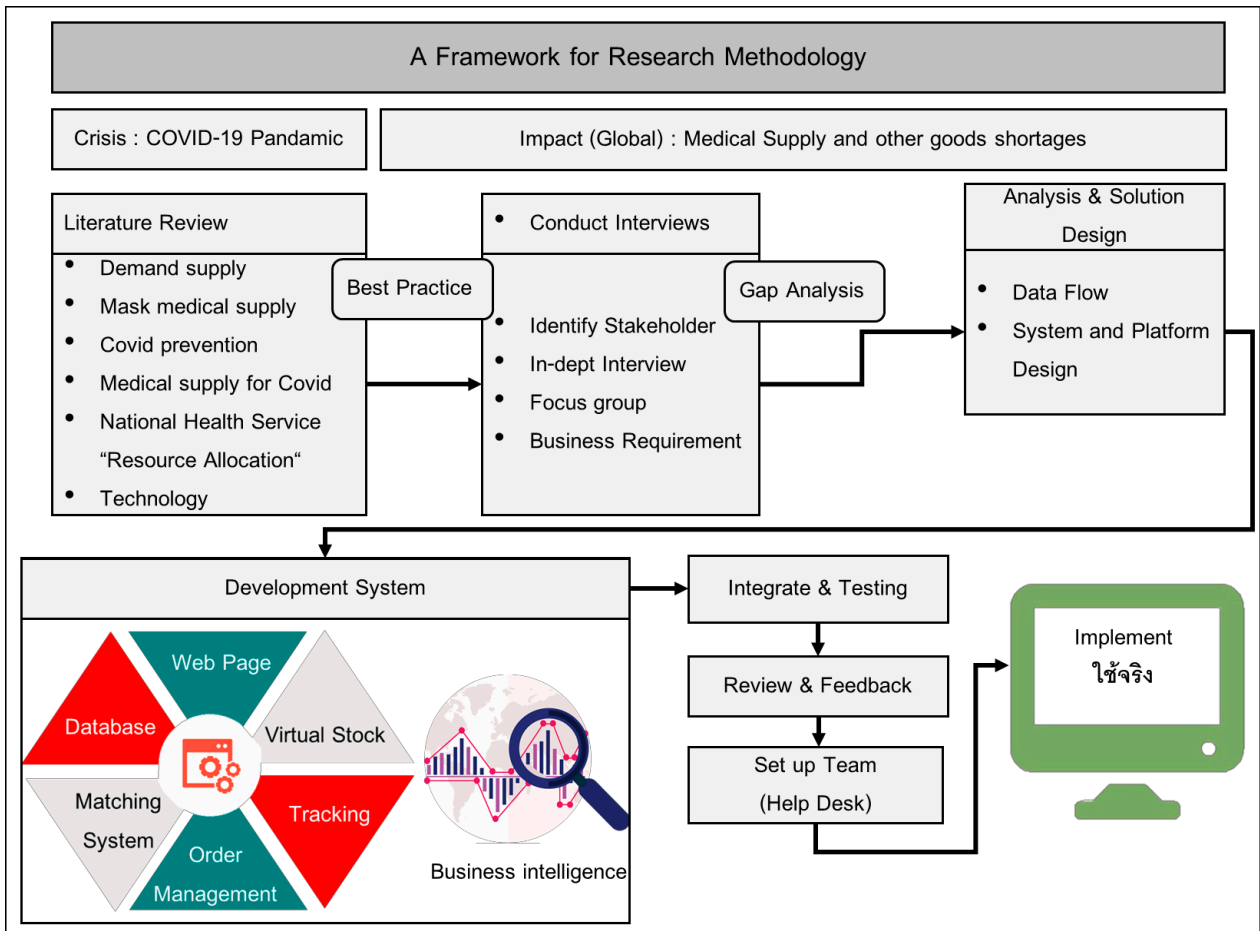 A Framework for Research Methodology
Crisis : COVID-19 Pandamic
Impact (Global) : Medical Supply and other goods shortages
Literature Review
• Demand supply
• Mask medical supply
• Covid prevention
• Medical supply for Covid
• National Health Service
“Resource Allocation“
• Technology
Best Practice
• Conduct Interviews
• Identify Stakeholder
• In-dept Interview
• Focus group
• Business Requirement
Gap Analysis
Analysis & Solution
Design
• Data Flow
• System and Platform
Design
Development System
Web Page
Database
Virtual Stock
Matching
System
Tracking
Order
Management
Business intelligence
Integrate & Testing
Review & Feedback
Set up Team
(Help Desk)
Implement
ใช้จริง